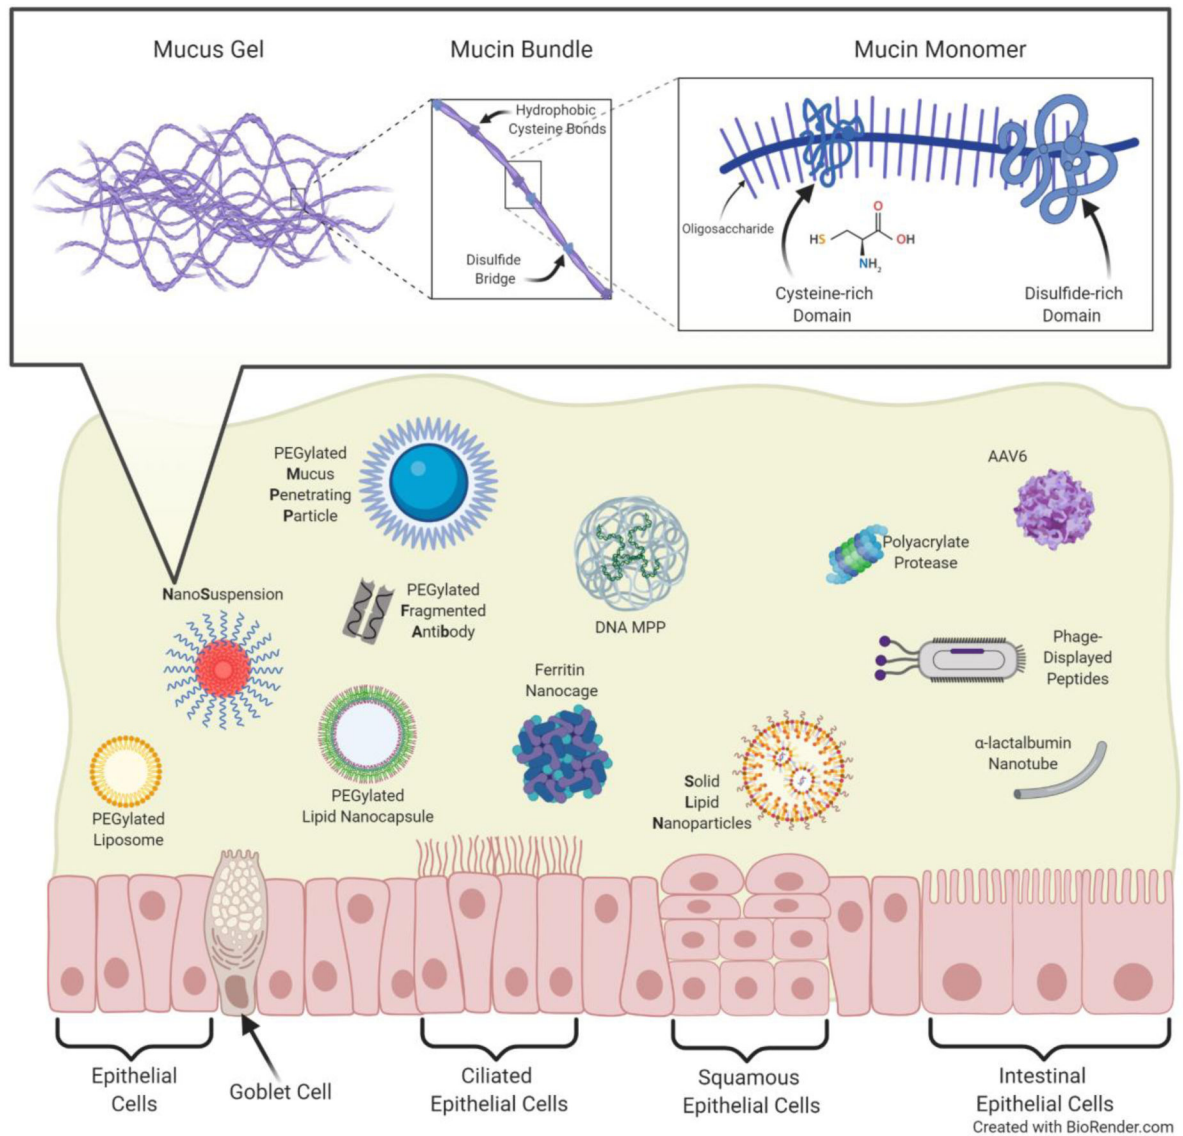 Mucus Gel
Mucin Bundle
Mucin Monomer
Hydrophobic
Cysteine Bonds
Disulfide
Bridge
Oligosaccharide
HS
O
OH
NH₂
Cysteine-rich
Domain
Disulfide-rich
Domain
PEGylated
Mucus
Penetrating
Particle
AAV6
Polyacrylate
Protease
NanoSuspension
PEGylated
Fragmented
Antibody
DNA MPP
Phage-
Displayed
Peptides
Ferritin
Nanocage
α-lactalbumin
Nanotube
Solid
Lipid
Nanoparticles
PEGylated
Lipid Nanocapsule
PEGylated
Liposome
Epithelial
Cells
Goblet Cell
Ciliated
Epithelial Cells
Squamous
Epithelial Cells
Intestinal
Epithelial Cells
Created with BioRender.com